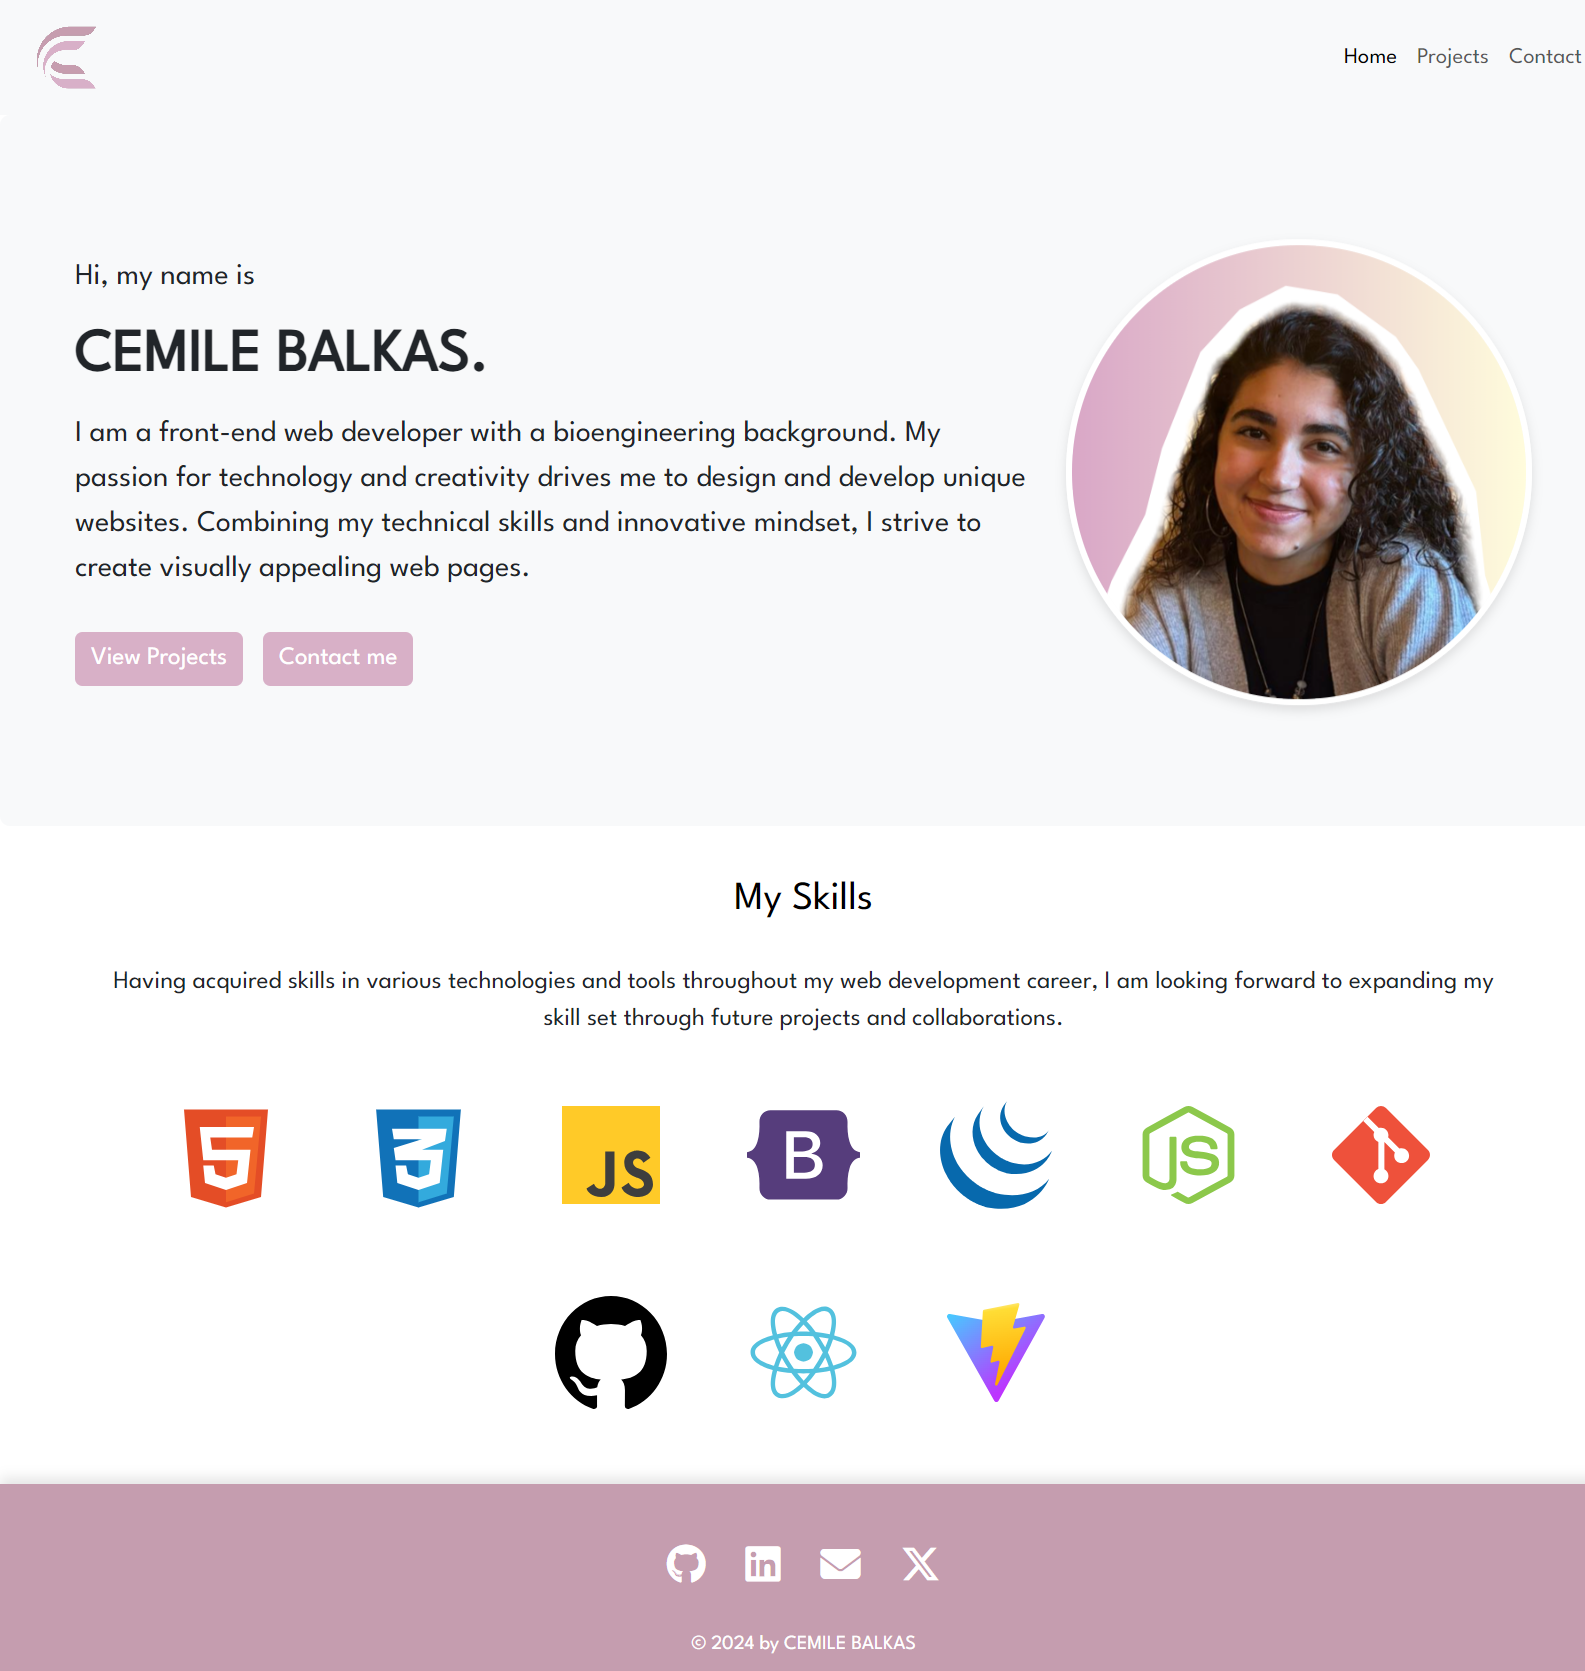 Home Projects Contact
Hi, my name is
CEMILE BALKAS.
I am a front-end web developer with a bioengineering background. My
passion for technology and creativity drives me to design and develop unique
websites. Combining my technical skills and innovative mindset, I strive to
create visually appealing web pages.
View Projects Contact me
My Skills
Having acquired skills in various technologies and tools throughout my web development career, I am looking forward to expanding my
skill set through future projects and collaborations.
5 3 JS B JS
in X
© 2024 by CEMILE BALKAS